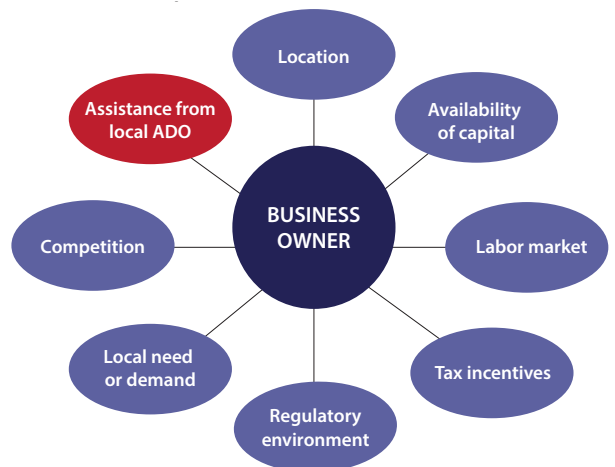 Location
Assistance from
local ADO
Availability
of capital
BUSINESS
OWNER
Competition
Labor market
Local need
or demand
Tax incentives
Regulatory
environment